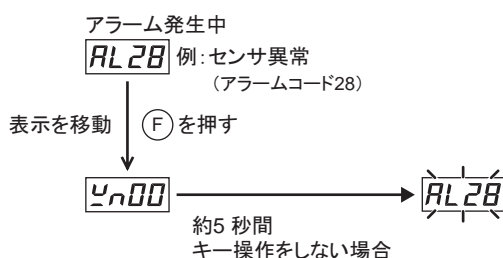 アラーム発生中
AL28 例：センサ異常
（アラームコード28）
表示を移動 Fを押す
Yn00 AL28
約5 秒間
キー操作をしない場合